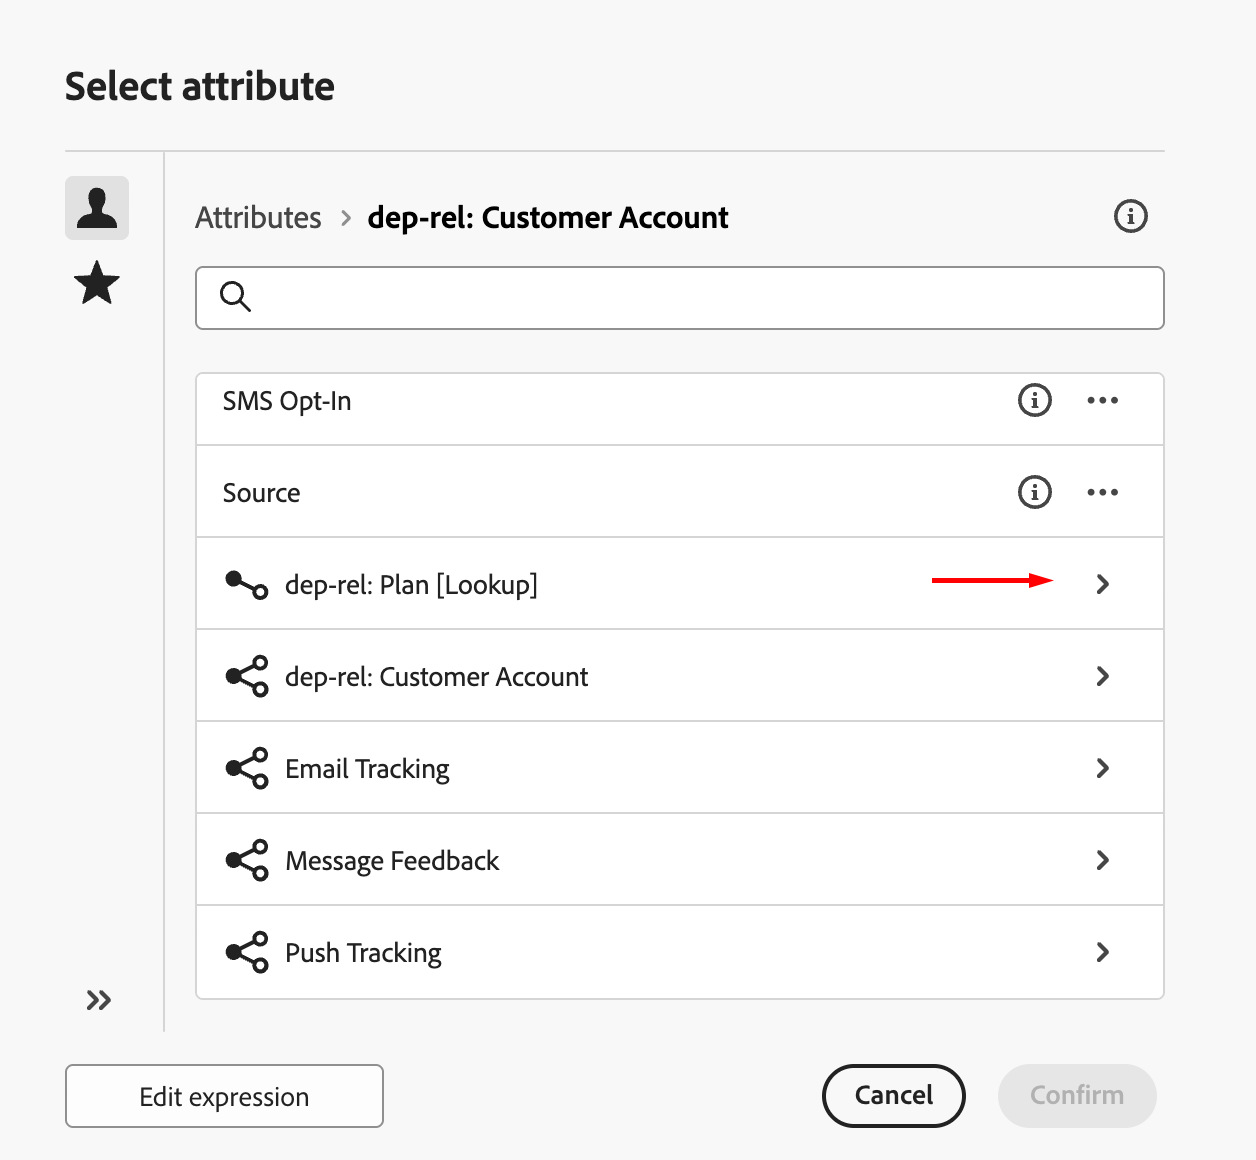 Select attribute
Attributes > dep-rel: Customer Account
SMS Opt-In
Source
dep-rel: Plan [Lookup]
dep-rel: Customer Account
Email Tracking
Message Feedback
Push Tracking
Edit expression
Cancel
Confirm